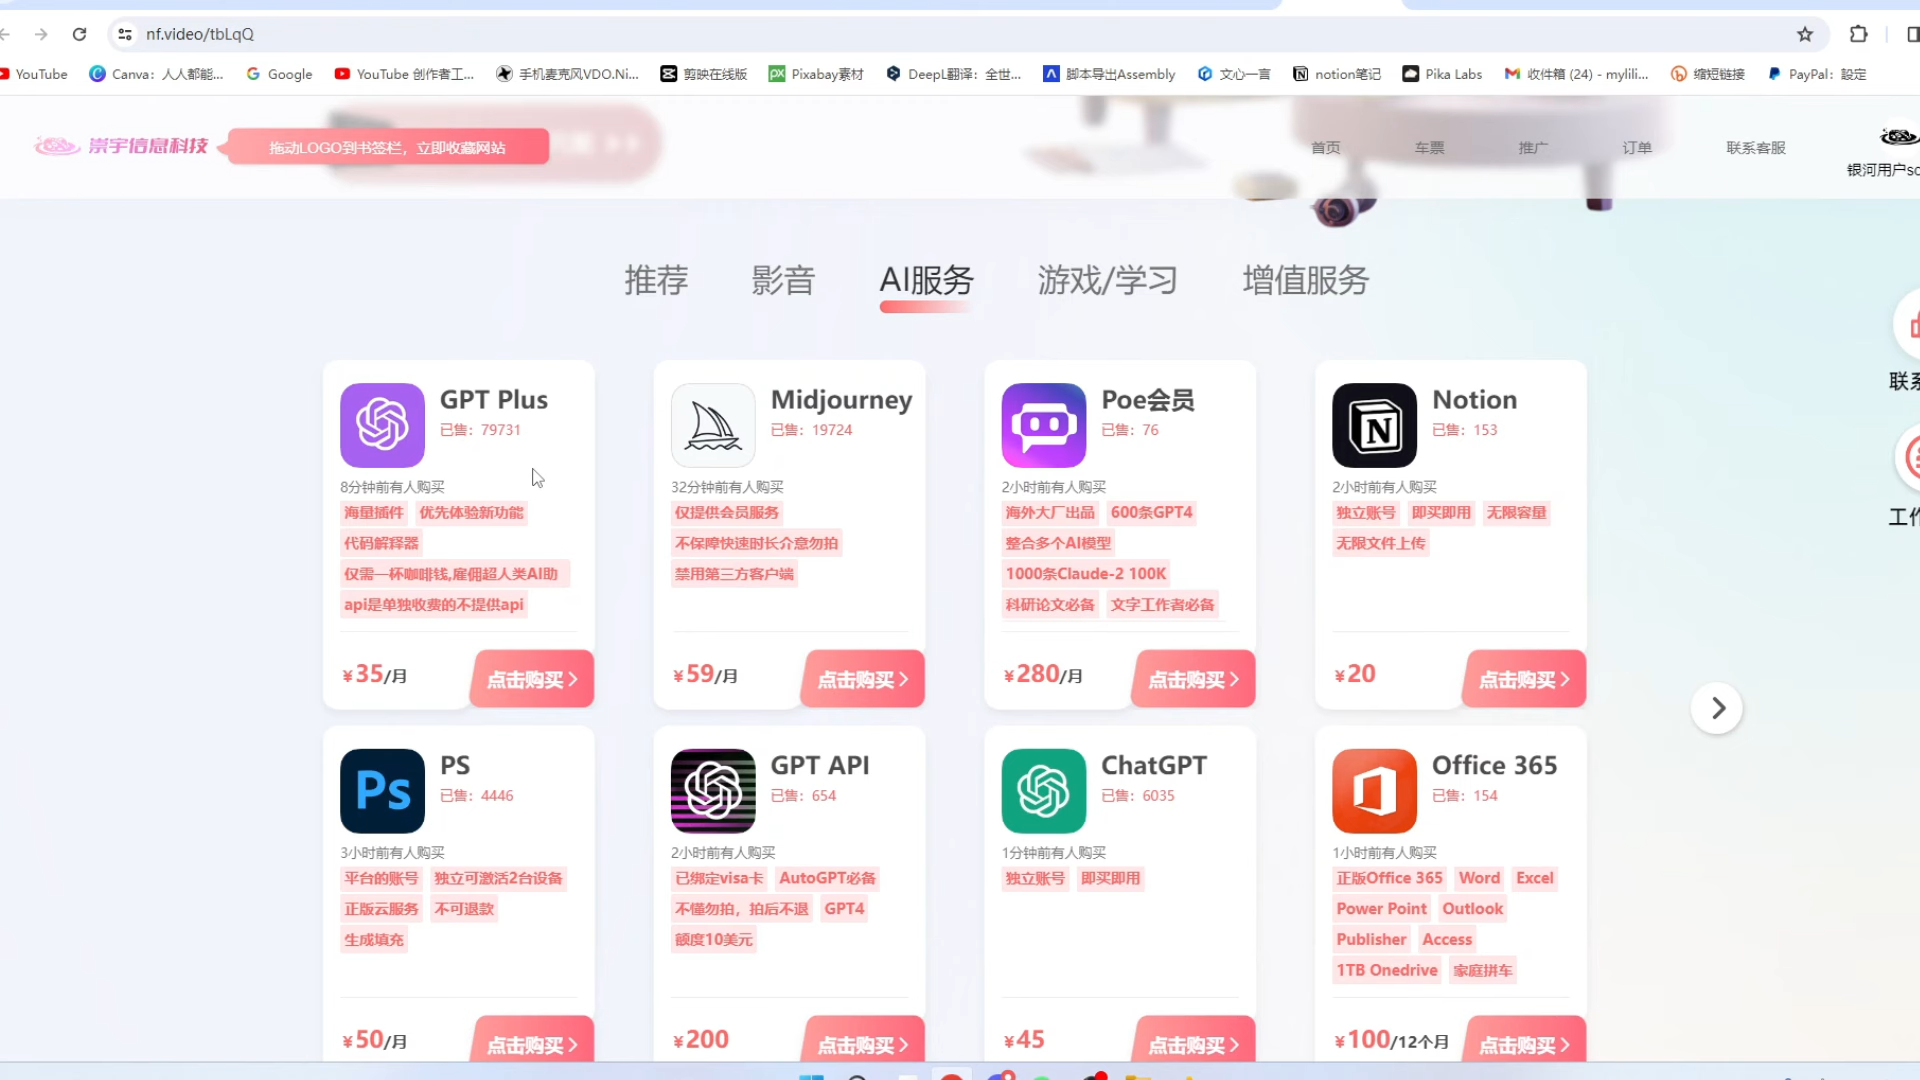 nf.video/tbLqQ
YouTube
Canva：人人都能...
Google
YouTube 创作者工...
手机麦克风VDO.Ni...
剪映在线版
Pixabay素材
DeepL翻译：全世...
脚本导出Assembly
文心一言
notion笔记
Pika Labs
收件箱 (24) - mylili...
缩短链接
PayPal：設定
崇宇信息科技
拖动LOGO到书签栏，立即收藏网站
首页
车票
推广
订单
联系客服
银河用户
推荐
影音
AI服务
游戏/学习
增值服务
GPT Plus
已售：79731
8分钟前有人购买
海量插件 优先体验新功能
代码解释器
仅需一杯咖啡钱,雇佣超人类AI助
api是单独收费的不提供api
¥35/月
点击购买
Midjourney
已售：19724
32分钟前有人购买
仅提供会员服务
不保障快速时长介意勿拍
禁用第三方客户端
¥59/月
点击购买
Poe会员
已售：76
2小时前有人购买
海外大厂出品 600条GPT4
整合多个AI模型
1000条Claude-2 100K
科研论文必备 文字工作者必备
¥280/月
点击购买
Notion
已售：153
2小时前有人购买
独立账号 即买即用 无限容量
无限文件上传
¥20
点击购买
PS
已售：4446
3小时前有人购买
平台的账号 独立可激活2台设备
正版云服务 不可退款
生成填充
¥50/月
点击购买
GPT API
已售：654
2小时前有人购买
已绑定visa卡 AutoGPT必备
不懂勿拍，拍后不退 GPT4
额度10美元
¥200
点击购买
ChatGPT
已售：6035
1分钟前有人购买
独立账号 即买即用
¥45
点击购买
Office 365
已售：154
1小时前有人购买
正版Office 365 Word Excel
Power Point Outlook
Publisher Access
1TB Onedrive 家庭拼车
¥100/12个月
点击购买
联
工